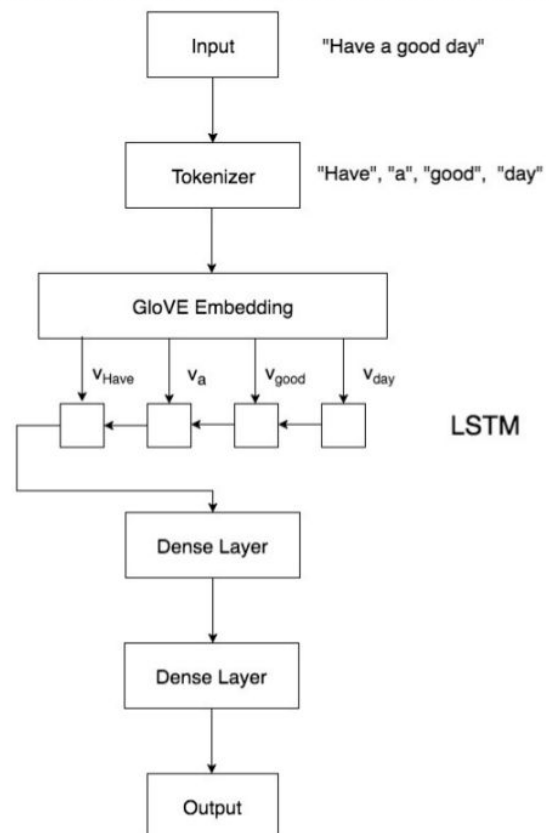 Input
"Have a good day"
Tokenizer
"Have", "a", "good", "day"
GloVE Embedding
vHave
va
vgood
vday
LSTM
Dense Layer
Dense Layer
Output